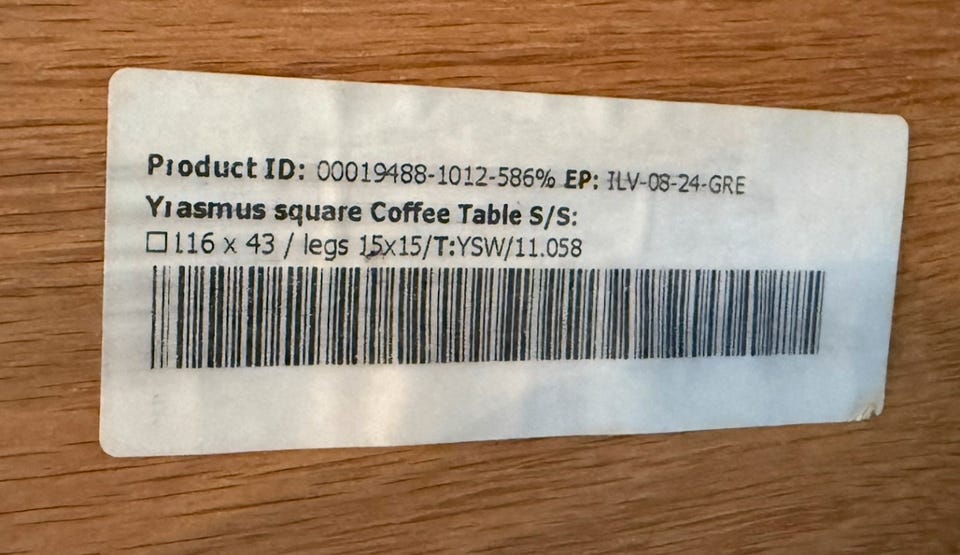 Product ID: 00019488-1012-586% EP: ILV-08-24-GRE
Yrasmus square Coffee Table S/S:
☐ 116 x 43 / legs 15x15/T:YSW/11.058